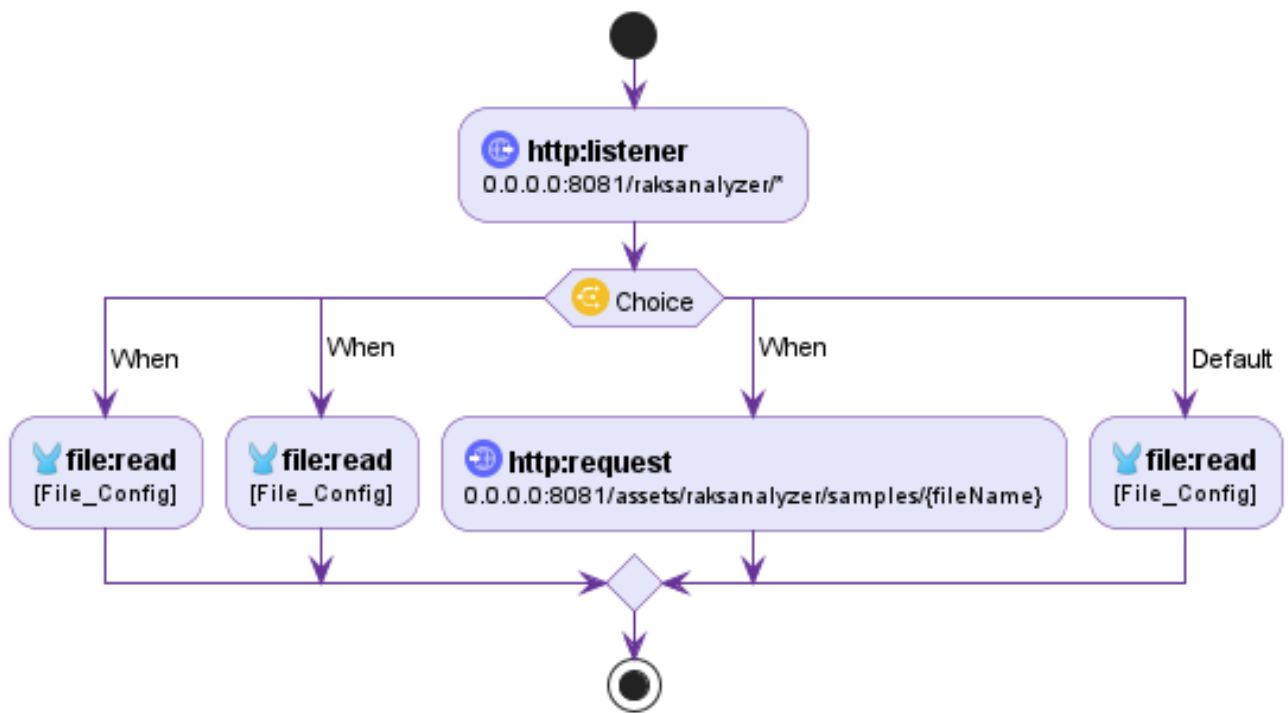 http:listener
0.0.0.0:8081/raksanalyzer/*
Choice
When
When
When
Default
file:read
[File_Config]
file:read
[File_Config]
http:request
0.0.0.0:8081/assets/raksanalyzer/samples/{fileName}
file:read
[File_Config]